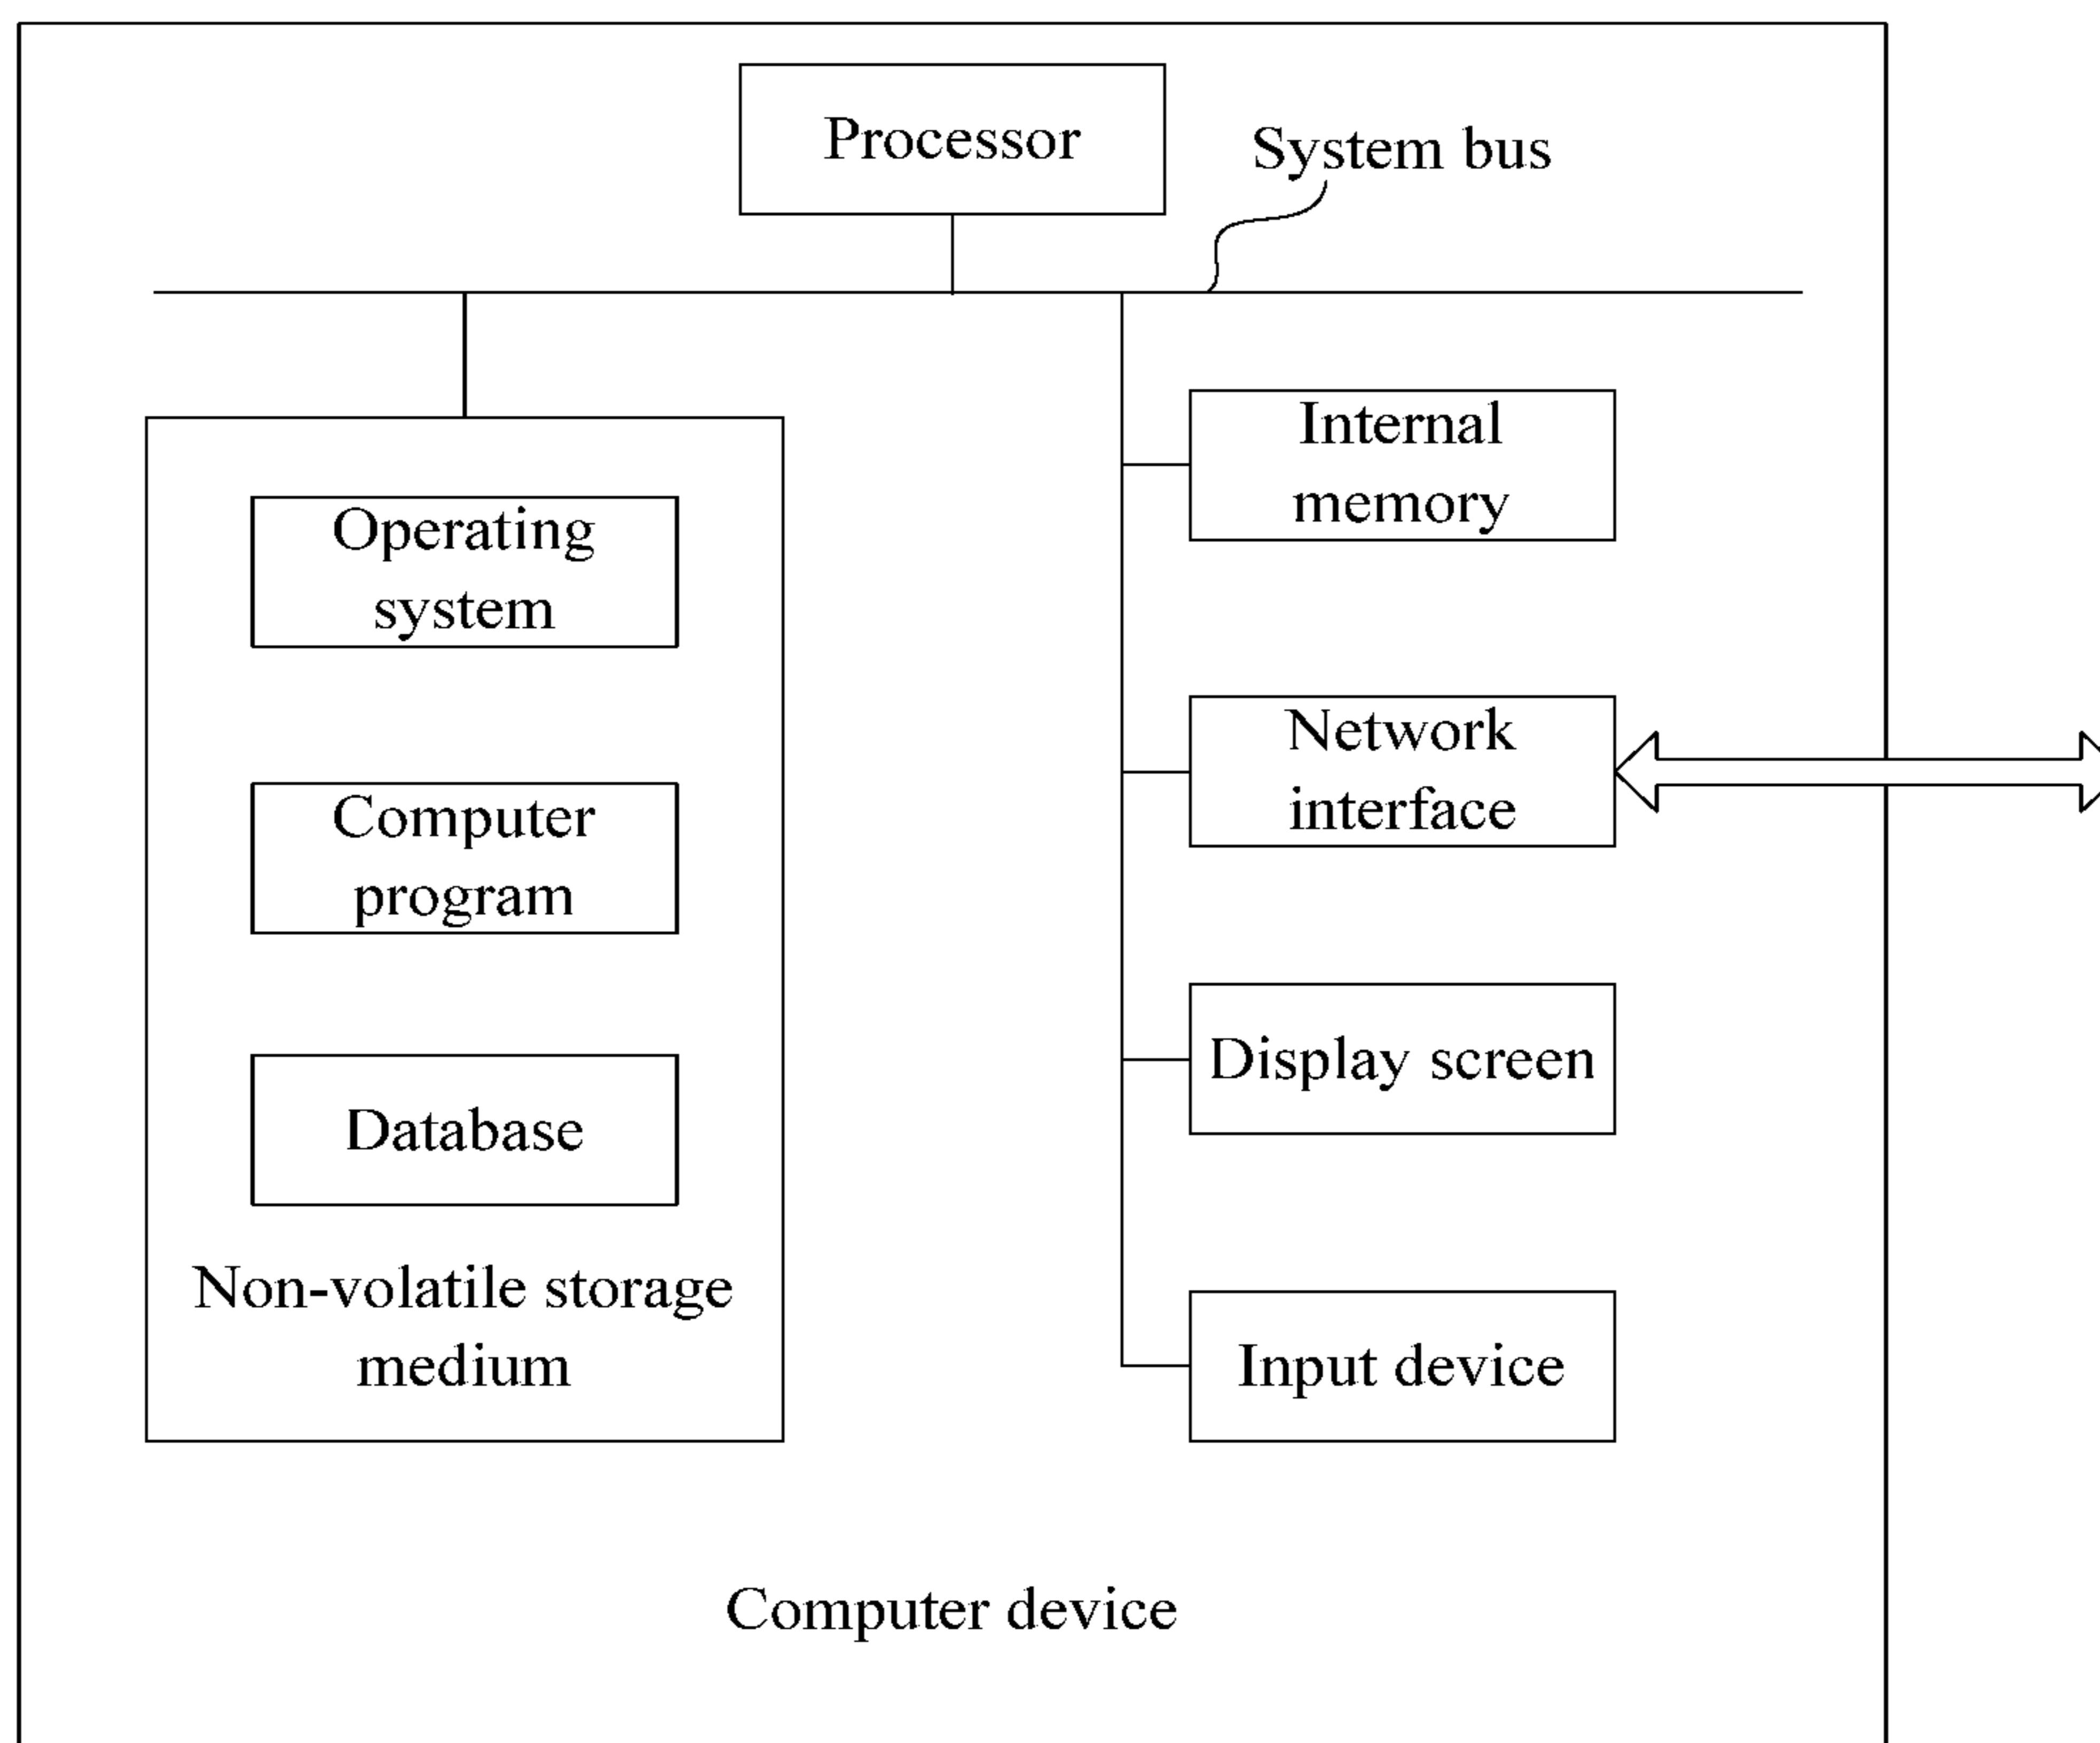 Processor
System bus
Operating
system
Computer
program
Database
Non-volatile storage
medium
Internal
memory
Network
interface
Display screen
Input device
Computer device